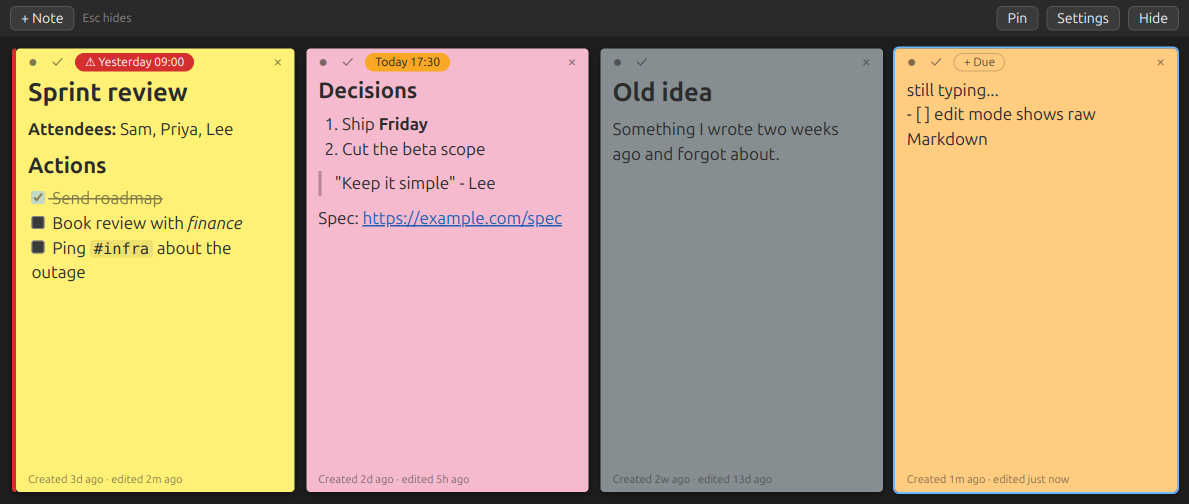 + Note Esc hides Pin Settings Hide
● ✓ ⚠ Yesterday 09:00 ×
Sprint review
Attendees: Sam, Priya, Lee
Actions
Send roadmap
Book review with finance
Ping #infra about the
outage
Created 3d ago · edited 2m ago
● ✓ Today 17:30 ×
Decisions
1. Ship Friday
2. Cut the beta scope
"Keep it simple" - Lee
Spec: https://example.com/spec
Created 2d ago · edited 5h ago
● ✓ ×
Old idea
Something I wrote two weeks
ago and forgot about.
Created 2w ago · edited 13d ago
● ✓ + Due ×
still typing...
- [ ] edit mode shows raw
Markdown
Created 1m ago · edited just now